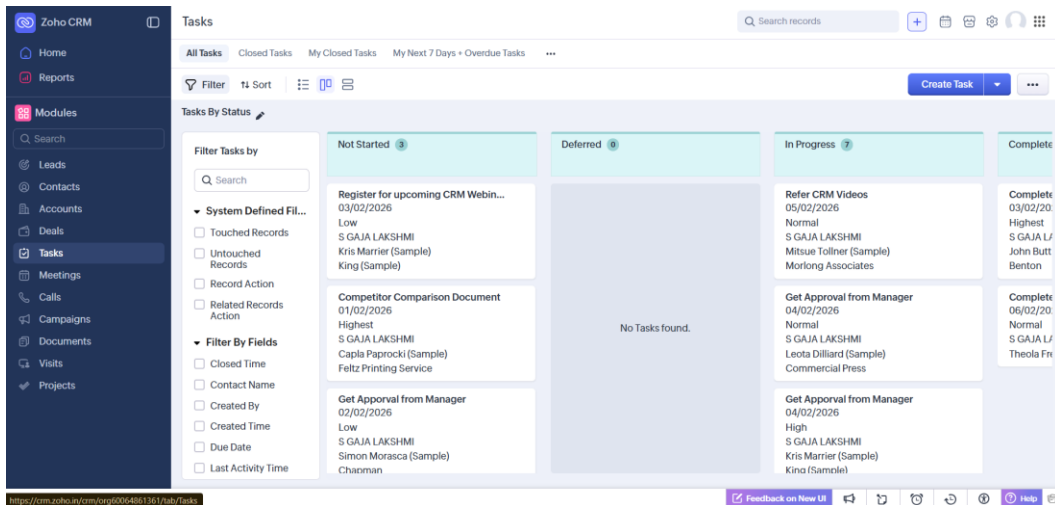 Zoho CRM
Home
Reports
Modules
Search
Leads
Contacts
Accounts
Deals
Tasks
Meetings
Calls
Campaigns
Documents
Visits
Projects
https://crm.zoho.in/crm/org60064861361/tab/Tasks
Tasks
Search records
All Tasks Closed Tasks My Closed Tasks My Next 7 Days + Overdue Tasks
Filter Sort
Create Task
Tasks By Status
Filter Tasks by
Search
System Defined Fil...
Touched Records
Untouched
Records
Record Action
Related Records
Action
Filter By Fields
Closed Time
Contact Name
Created By
Created Time
Due Date
Last Activity Time
Not Started 3
Register for upcoming CRM Webin...
03/02/2026
Low
S GAJA LAKSHMI
Kris Marrier (Sample)
King (Sample)
Competitor Comparison Document
01/02/2026
Highest
S GAJA LAKSHMI
Capla Paprocki (Sample)
Feltz Printing Service
Get Apporval from Manager
02/02/2026
Low
S GAJA LAKSHMI
Simon Morasca (Sample)
Chapman
Deferred 0
No Tasks found.
In Progress 7
Refer CRM Videos
05/02/2026
Normal
S GAJA LAKSHMI
Mitsue Tollner (Sample)
Morlong Associates
Get Approval from Manager
04/02/2026
Normal
S GAJA LAKSHMI
Leota Dilliard (Sample)
Commercial Press
Get Apporval from Manager
04/02/2026
High
S GAJA LAKSHMI
Kris Marrier (Sample)
King (Sample)
Complete
Complete
03/02/20
Highest
S GAJA L
John Butt
Benton
Complete
06/02/20
Normal
S GAJA L
Theola Fr
Feedback on New UI
Help